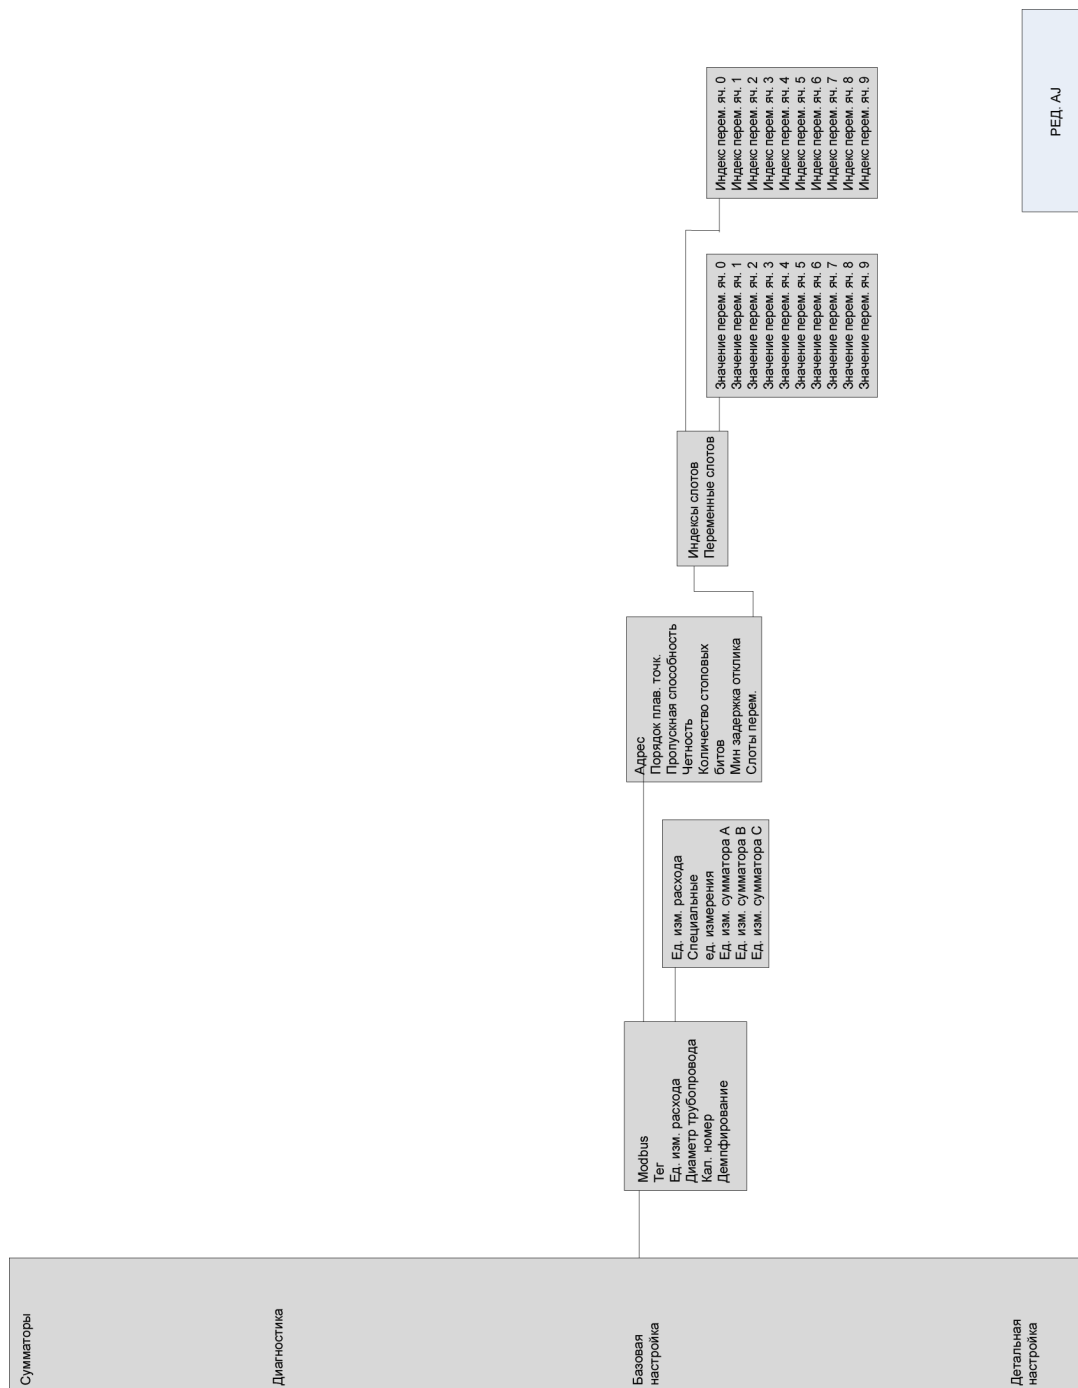 Сумматоры
Диагностика
Базовая
настройка
Детальная
настройка
Modbus
Тег
Ед. изм. расхода
Диаметр трубопровода
Кал. номер
Демпфирование
Ед. изм. расхода
Специальные
ед. измерения
Ед. изм. сумматора A
Ед. изм. сумматора B
Ед. изм. сумматора C
Адрес
Порядок плав. точк.
Пропускная способность
Четность
Количество стоповых
битов
Мин задержка отклика
Слоты перем.
Индексы слотов
Переменные слотов
Значение перем. яч. 0
Значение перем. яч. 1
Значение перем. яч. 2
Значение перем. яч. 3
Значение перем. яч. 4
Значение перем. яч. 5
Значение перем. яч. 6
Значение перем. яч. 7
Значение перем. яч. 8
Значение перем. яч. 9
Индекс перем. яч. 0
Индекс перем. яч. 1
Индекс перем. яч. 2
Индекс перем. яч. 3
Индекс перем. яч. 4
Индекс перем. яч. 5
Индекс перем. яч. 6
Индекс перем. яч. 7
Индекс перем. яч. 8
Индекс перем. яч. 9
РЕД. AJ